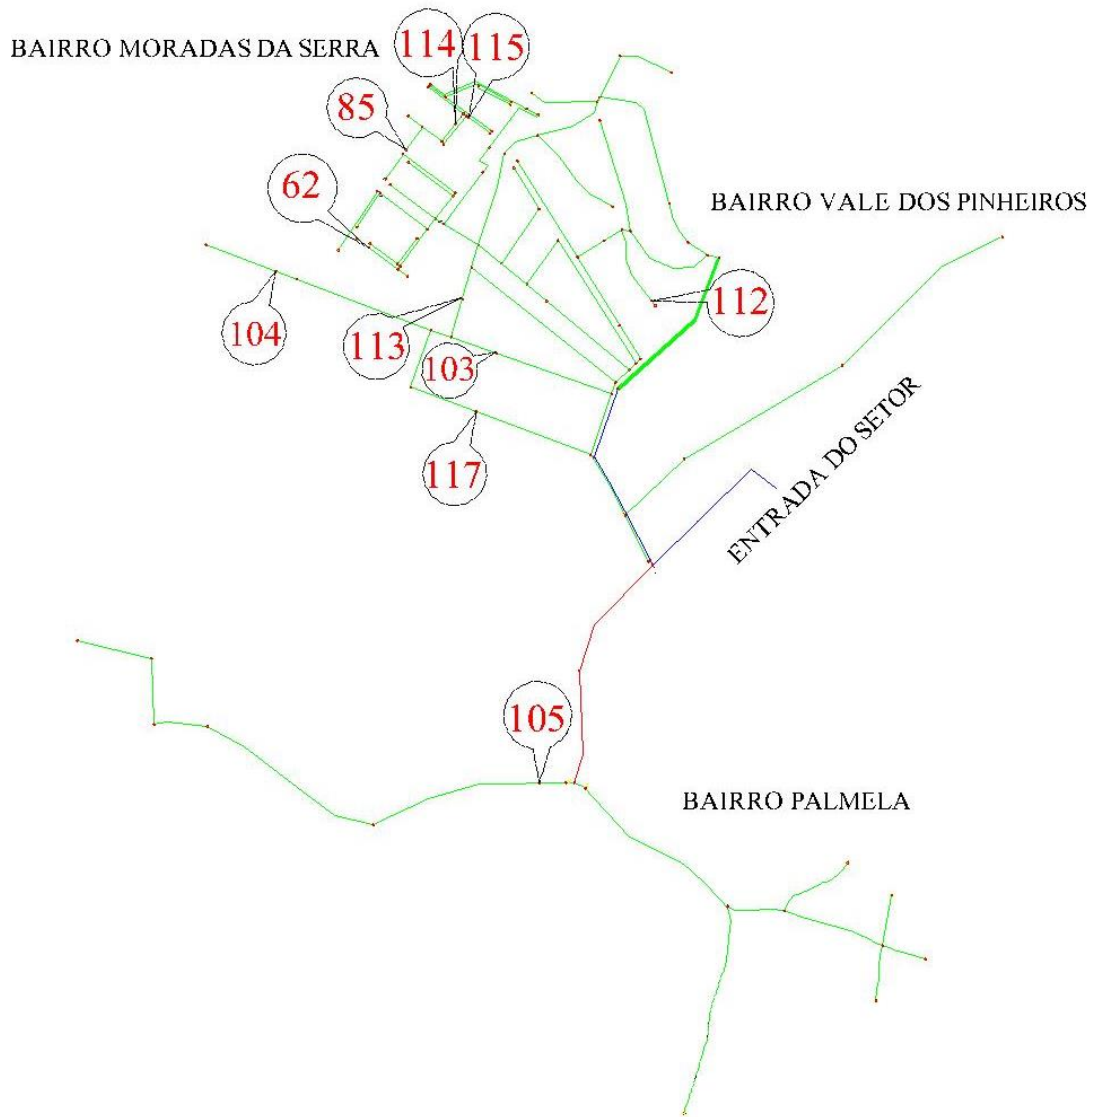 BAIRRO MORADAS DA SERRA
114
115
85
62
BAIRRO VALE DOS PINHEIROS
104
113
103
112
117
ENTRADA DO SETOR
105
BAIRRO PALMELA